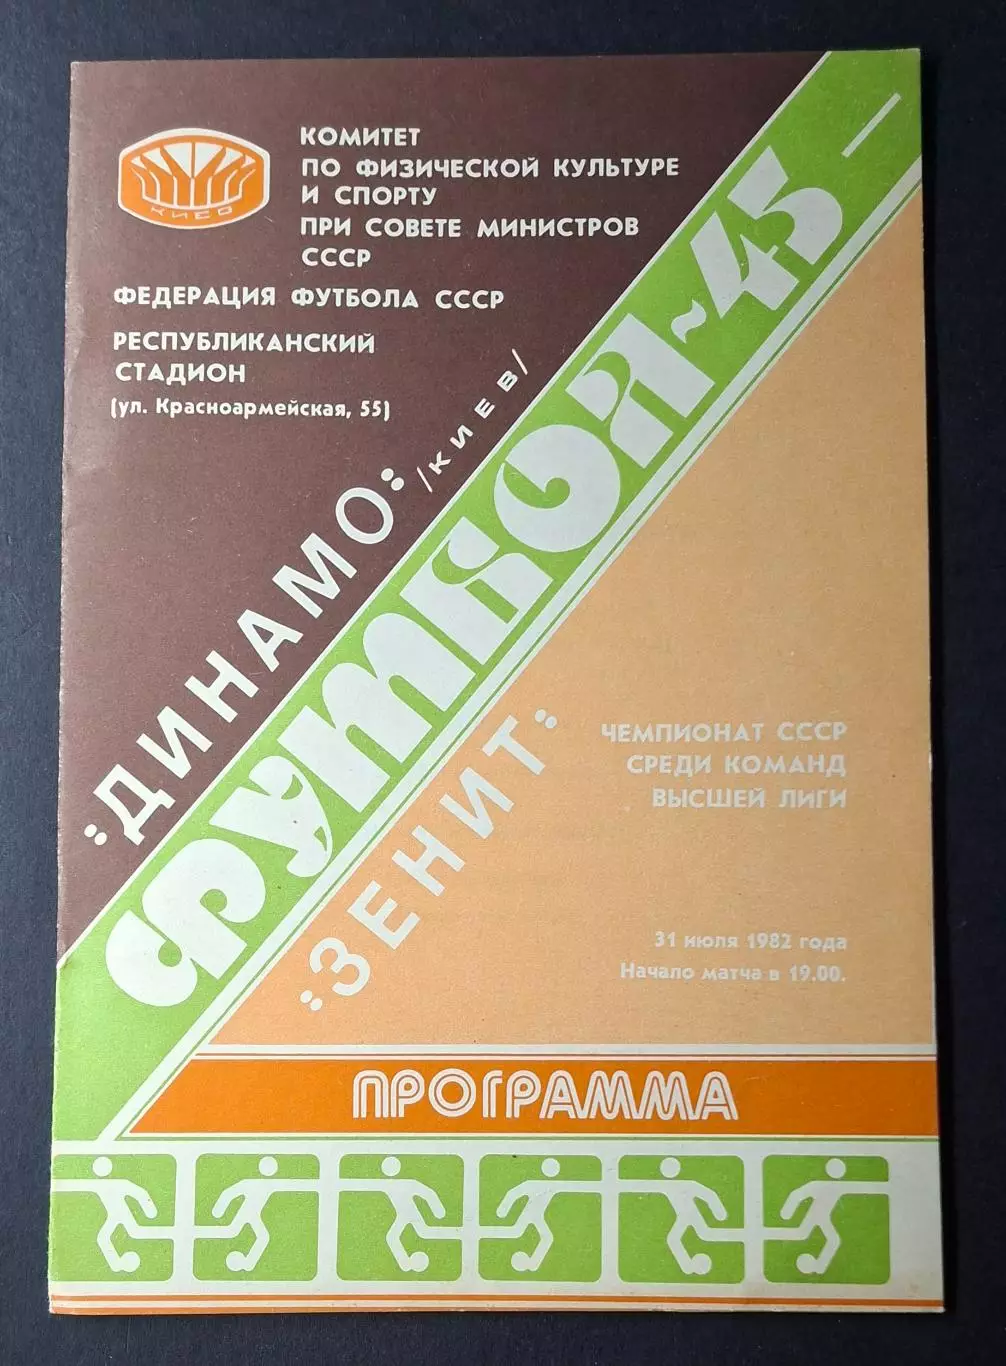 КИЕВ
КОМИТЕТ
ПО ФИЗИЧЕСКОЙ КУЛЬТУРЕ
И СПОРТУ
ПРИ СОВЕТЕ МИНИСТРОВ
СССР
ФЕДЕРАЦИЯ ФУТБОЛА СССР
РЕСПУБЛИКАНСКИЙ
СТАДИОН
(ул. Красноармейская, 55)
"ДИНАМО" /КИЕВ/
ФУТБОЛ~45
"ЗЕНИТ"
ЧЕМПИОНАТ СССР
СРЕДИ КОМАНД
ВЫСШЕЙ ЛИГИ
31 июля 1982 года
Начало матча в 19.00.
ПРОГРАММА